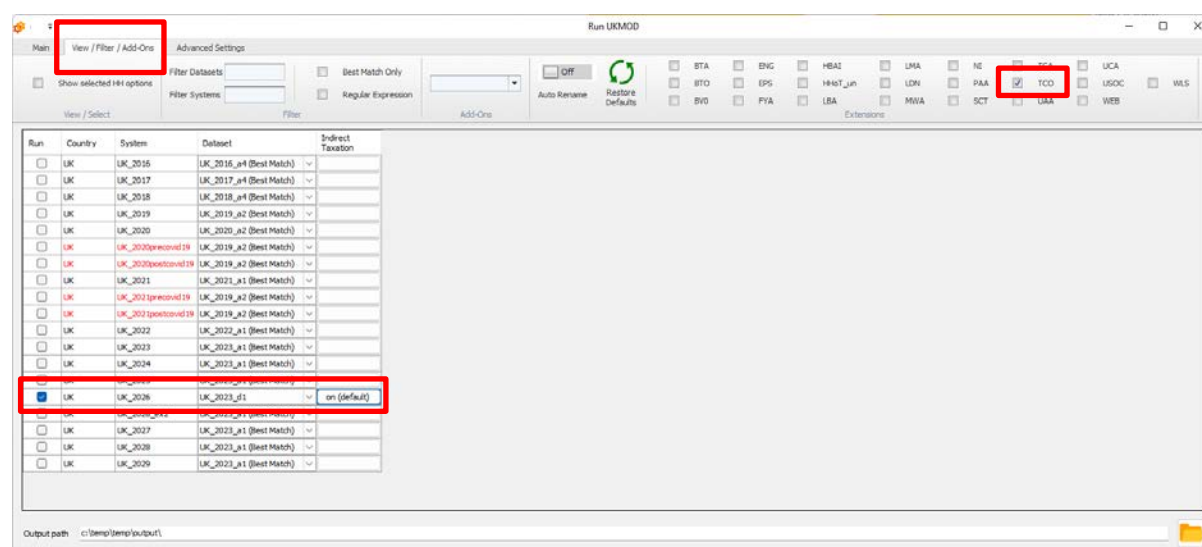 Run UKMOD
Main View / Filter / Add-Ons Advanced Settings
Show selected HH options
Filter Datasets
Filter Systems
Best Match Only
Regular Expression
Off
Auto Rename
Restore Defaults
BTA ENG HBAI LMA NI TCA UCA
BTO EPS HHoT_un LDN PAA TCO USOC WLS
BV0 FYA LBA MWA SCT UAA WEB
View / Select Filter Add-Ons Extensions
Run Country System Dataset Indirect Taxation
UK UK_2016 UK_2016_a4 (Best Match)
UK UK_2017 UK_2017_a4 (Best Match)
UK UK_2018 UK_2018_a4 (Best Match)
UK UK_2019 UK_2019_a2 (Best Match)
UK UK_2020 UK_2020_a2 (Best Match)
UK UK_2020precovid19 UK_2019_a2 (Best Match)
UK UK_2020postcovid19 UK_2019_a2 (Best Match)
UK UK_2021 UK_2021_a1 (Best Match)
UK UK_2021precovid19 UK_2019_a2 (Best Match)
UK UK_2021postcovid19 UK_2019_a2 (Best Match)
UK UK_2022 UK_2022_a1 (Best Match)
UK UK_2023 UK_2023_a1 (Best Match)
UK UK_2024 UK_2023_a1 (Best Match)
UK UK_2026 UK_2023_d1 on (default)
UK UK_2027 UK_2023_a1 (Best Match)
UK UK_2028 UK_2023_a1 (Best Match)
UK UK_2029 UK_2023_a1 (Best Match)
Output path c:\temp\temp\output\